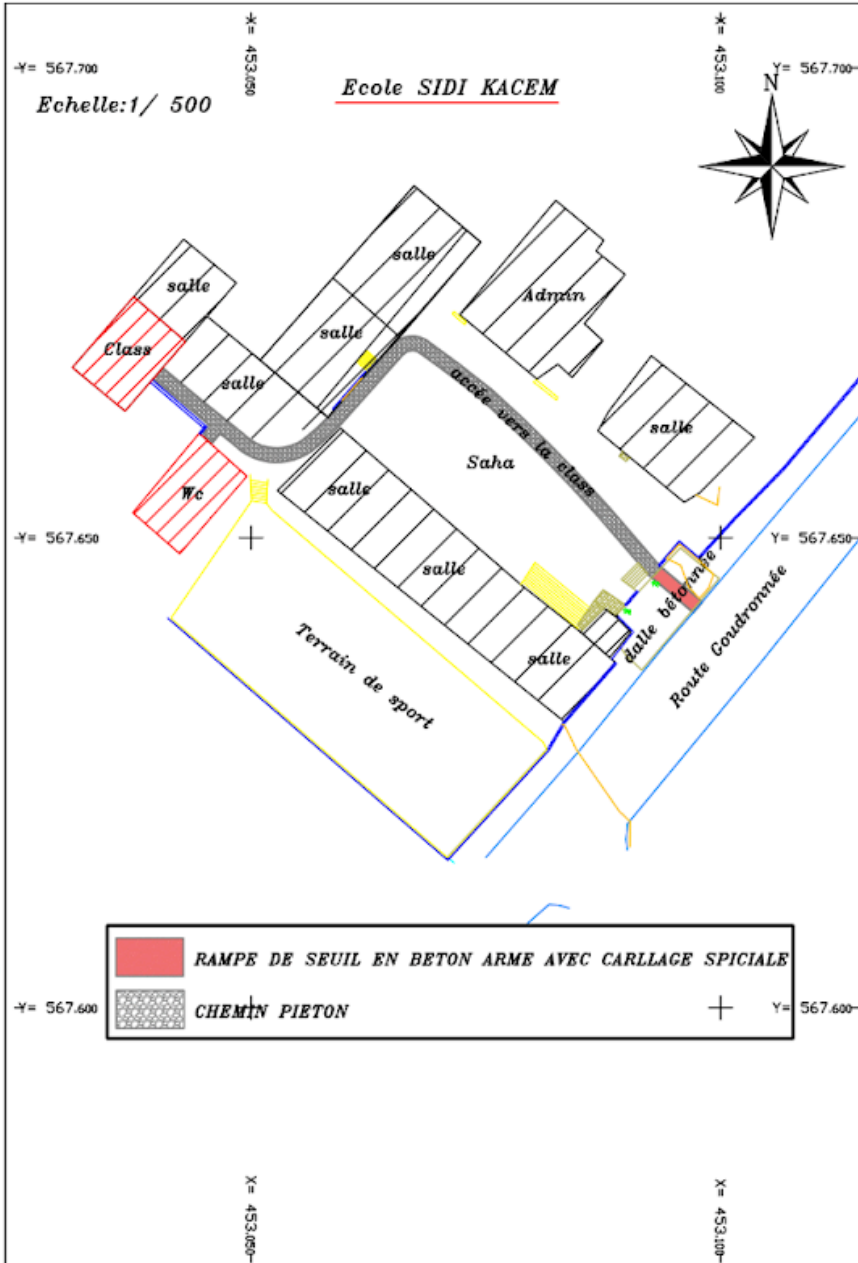 X= 453.050
X= 453.100
Y= 567.700
Y= 567.700
Ecole SIDI KACEM
Echelle:1/ 500
N
salle
salle
Admin
Class
salle
salle
accée vers la class
salle
Saha
salle
Wc
Y= 567.650
Y= 567.650
salle
dalle bétonnée
Route Goudronnée
Terrain de sport
salle
RAMPE DE SEUIL EN BETON ARME AVEC CARLLAGE SPICIALE
Y= 567.600
Y= 567.600
CHEMIN PIETON
X= 453.050
X= 453.100